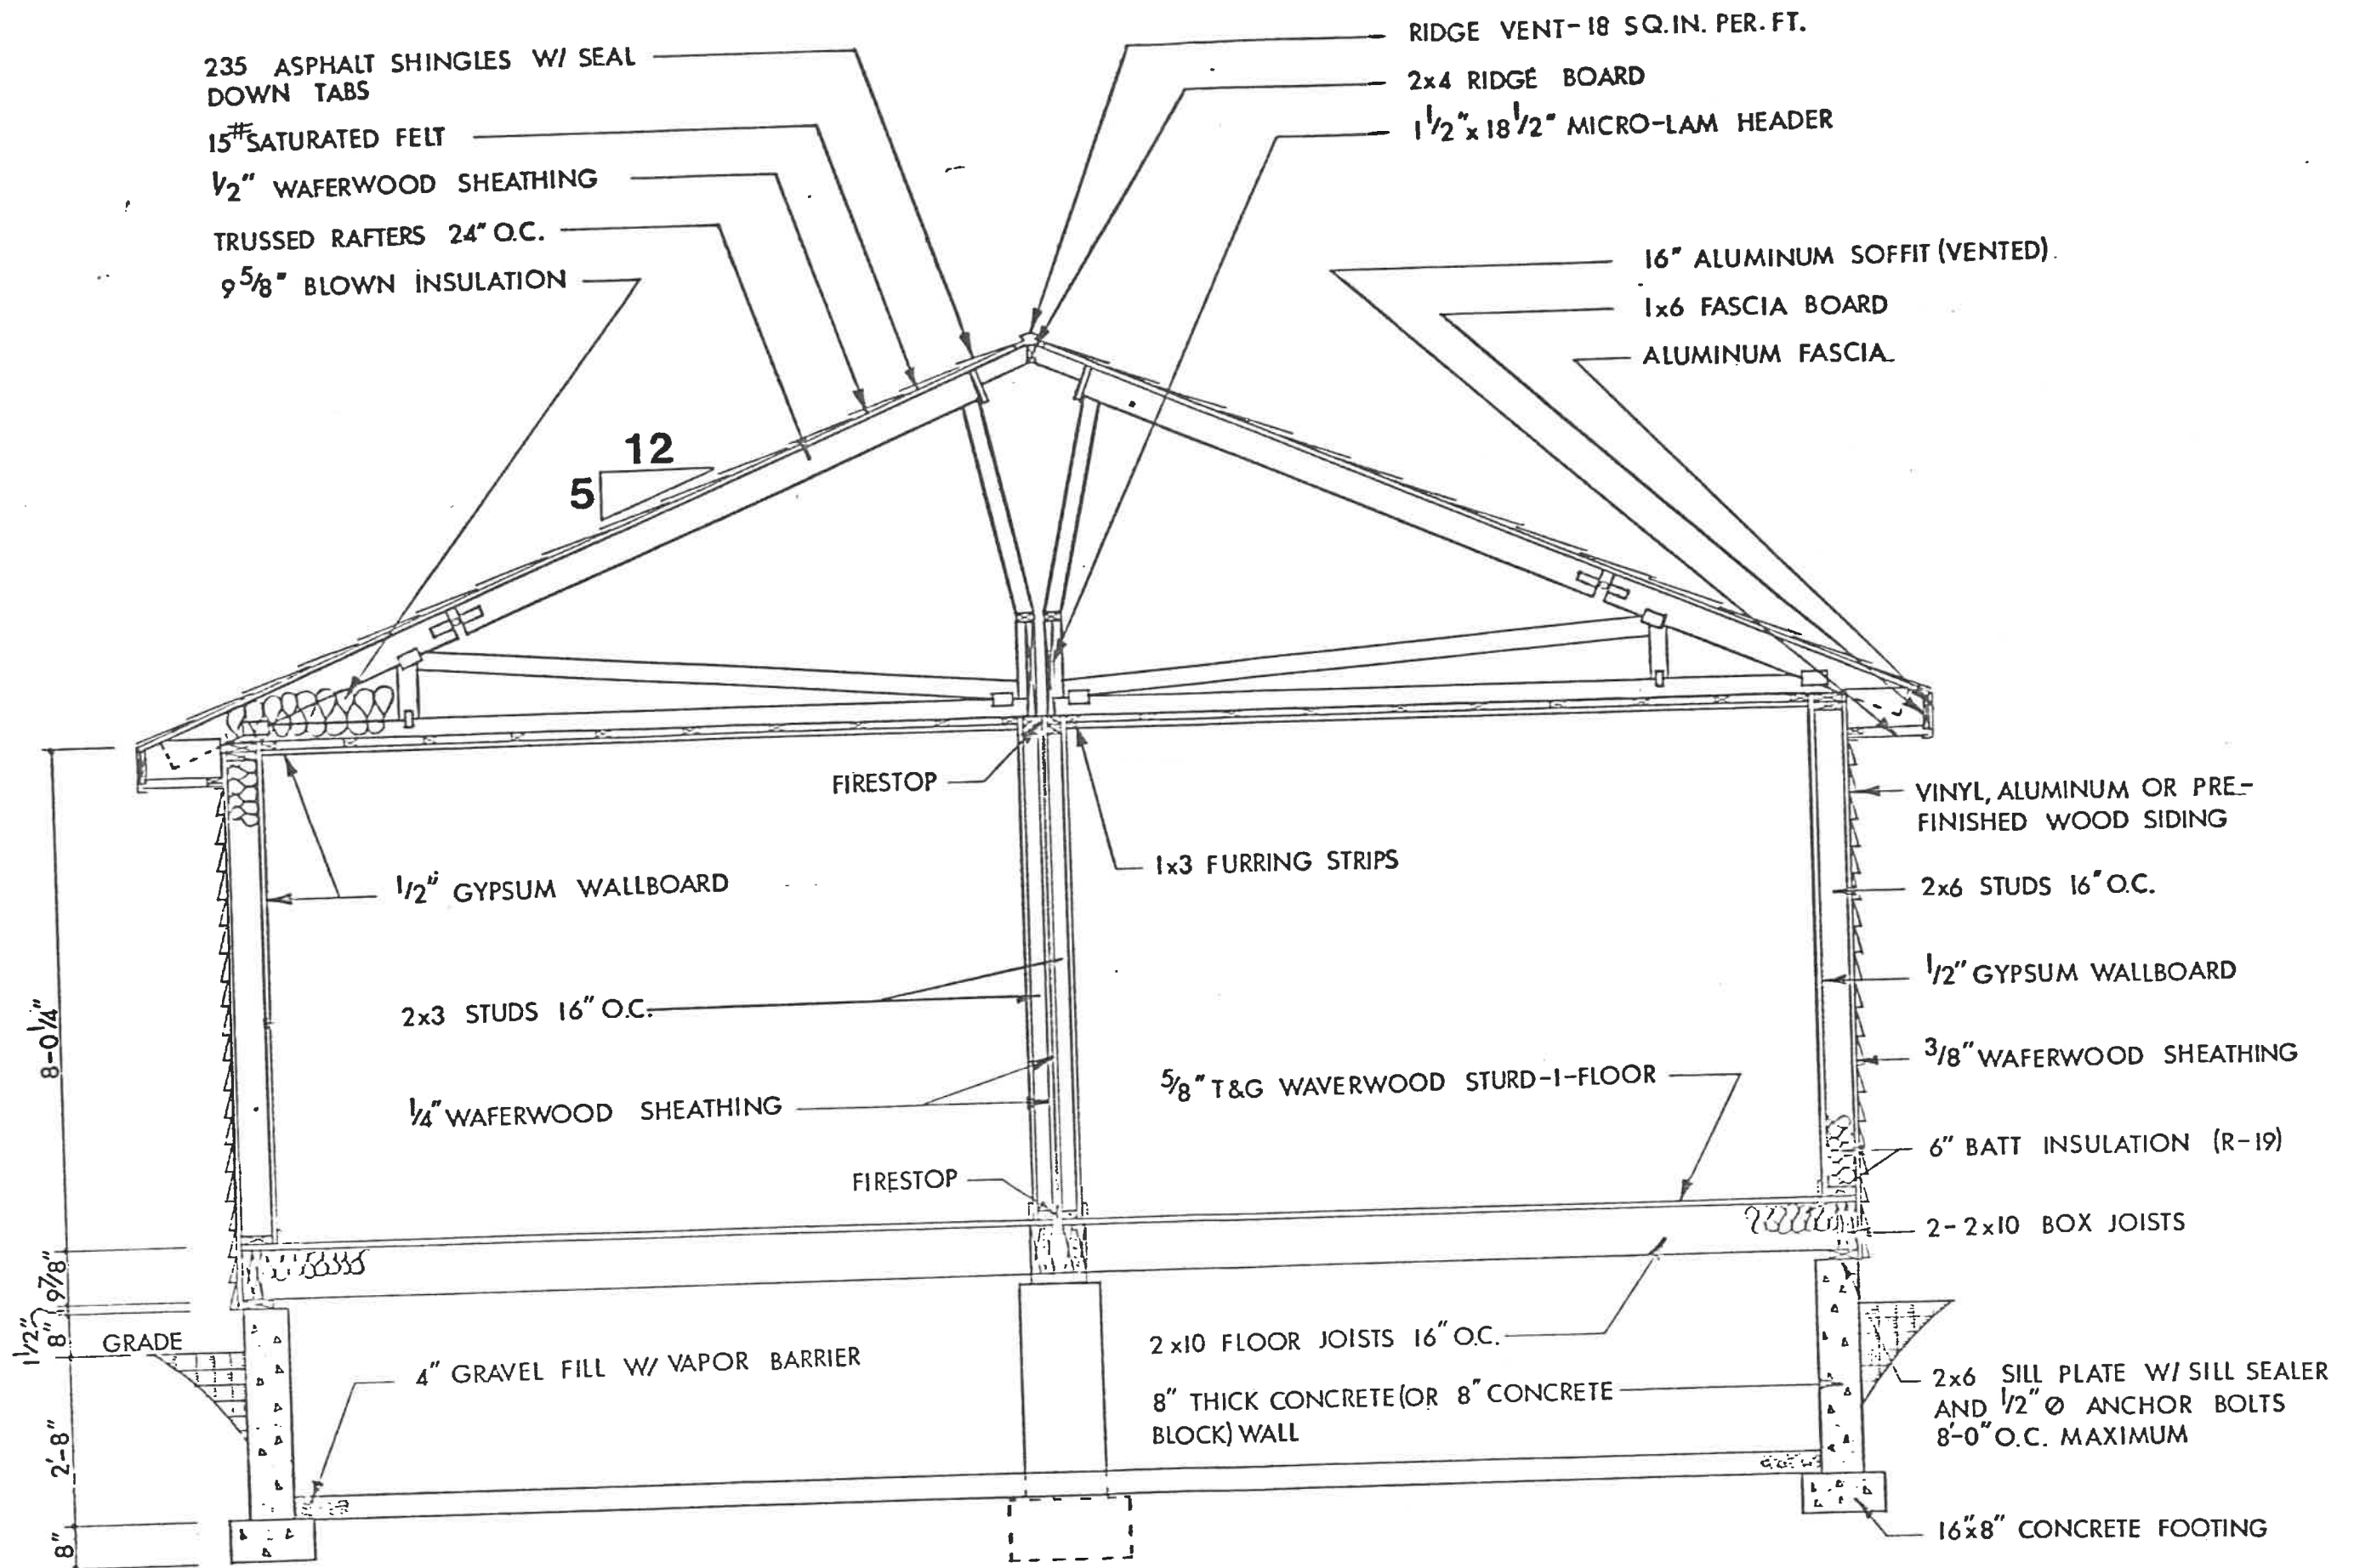 235 ASPHALT SHINGLES W/ SEAL
DOWN TABS
15# SATURATED FELT
1/2" WAFERWOOD SHEATHING
TRUSSED RAFTERS 24" O.C.
9 5/8" BLOWN INSULATION
RIDGE VENT-18 SQ.IN. PER. FT.
2x4 RIDGE BOARD
1 1/2" x 18 1/2" MICRO-LAM HEADER
16" ALUMINUM SOFFIT (VENTED).
1x6 FASCIA BOARD
ALUMINUM FASCIA
12
5
FIRESTOP
1x3 FURRING STRIPS
1/2" GYPSUM WALLBOARD
2x3 STUDS 16" O.C.
1/4" WAFERWOOD SHEATHING
FIRESTOP
5/8" T&G WAVERWOOD STURD-I-FLOOR
VINYL, ALUMINUM OR PRE-
FINISHED WOOD SIDING
2x6 STUDS 16" O.C.
1/2" GYPSUM WALLBOARD
3/8" WAFERWOOD SHEATHING
6" BATT INSULATION (R-19)
2-2x10 BOX JOISTS
8-0 1/4"
9 7/8"
1 1/2"
8"
GRADE
2'-8"
8"
4" GRAVEL FILL W/ VAPOR BARRIER
2x10 FLOOR JOISTS 16" O.C.
8" THICK CONCRETE (OR 8" CONCRETE
BLOCK) WALL
2x6 SILL PLATE W/ SILL SEALER
AND 1/2" Ø ANCHOR BOLTS
8'-0" O.C. MAXIMUM
16"x8" CONCRETE FOOTING